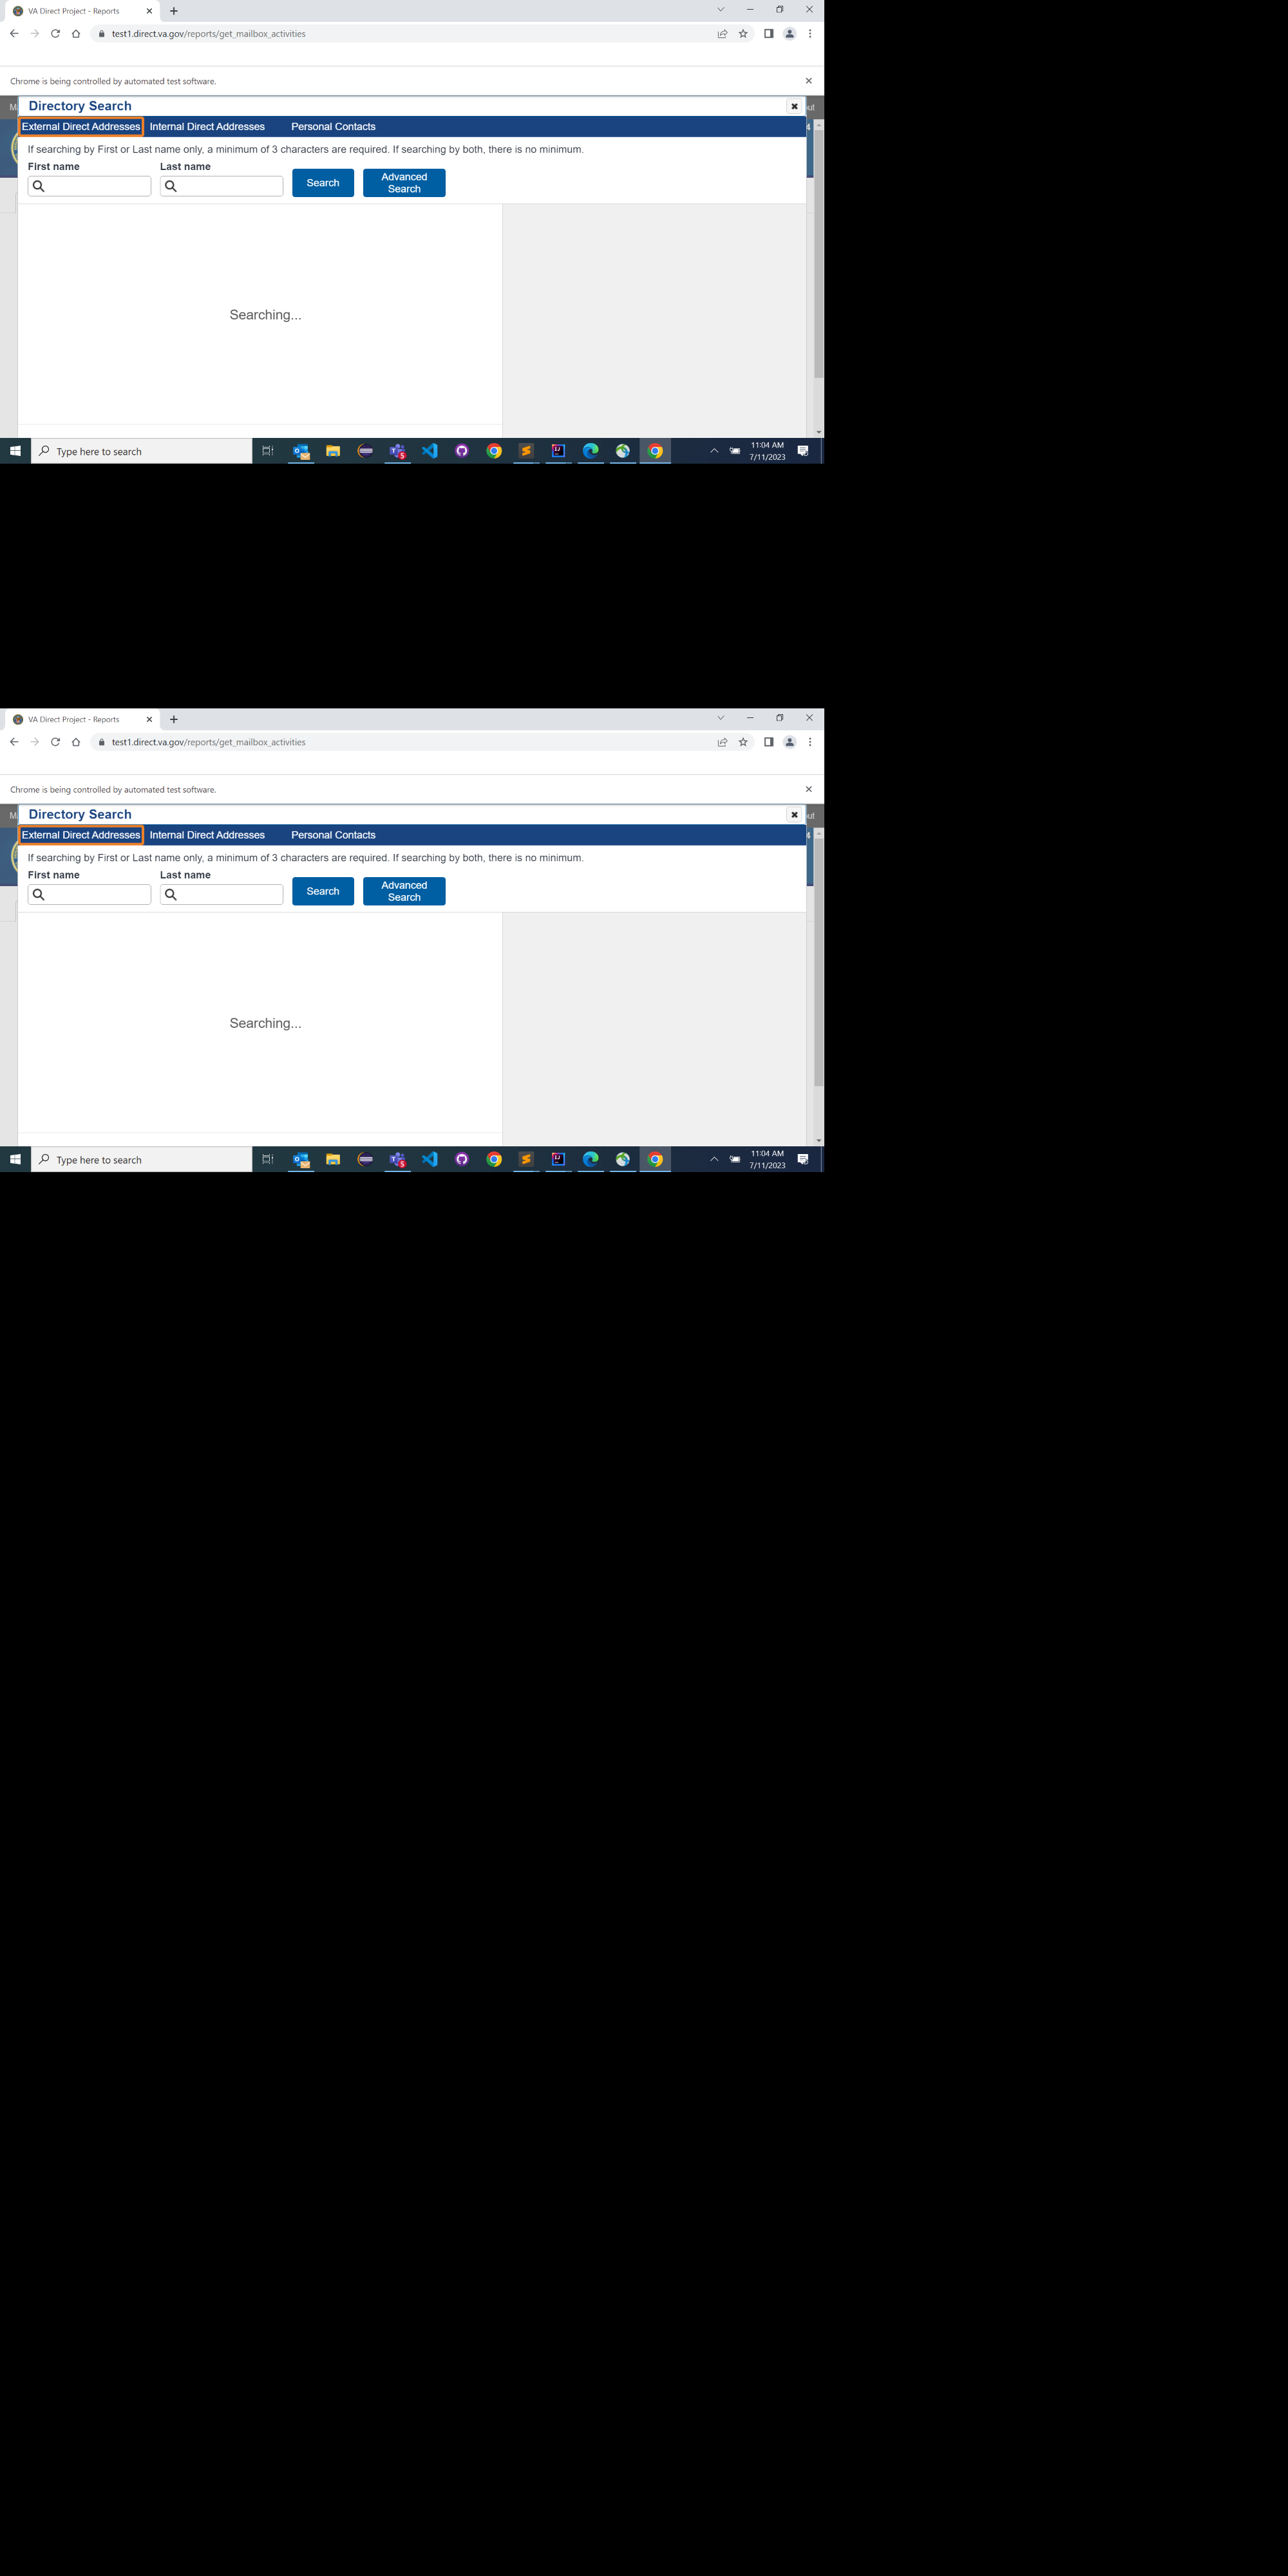 VA Direct Project - Reports
test1.direct.va.gov/reports/get_mailbox_activities
Chrome is being controlled by automated test software.
Directory Search
External Direct Addresses Internal Direct Addresses Personal Contacts
If searching by First or Last name only, a minimum of 3 characters are required. If searching by both, there is no minimum.
First name Last name
Search Advanced Search
Searching...
Type here to search
11:04 AM
7/11/2023
VA Direct Project - Reports
test1.direct.va.gov/reports/get_mailbox_activities
Chrome is being controlled by automated test software.
Directory Search
External Direct Addresses Internal Direct Addresses Personal Contacts
If searching by First or Last name only, a minimum of 3 characters are required. If searching by both, there is no minimum.
First name Last name
Search Advanced Search
Searching...
Type here to search
11:04 AM
7/11/2023